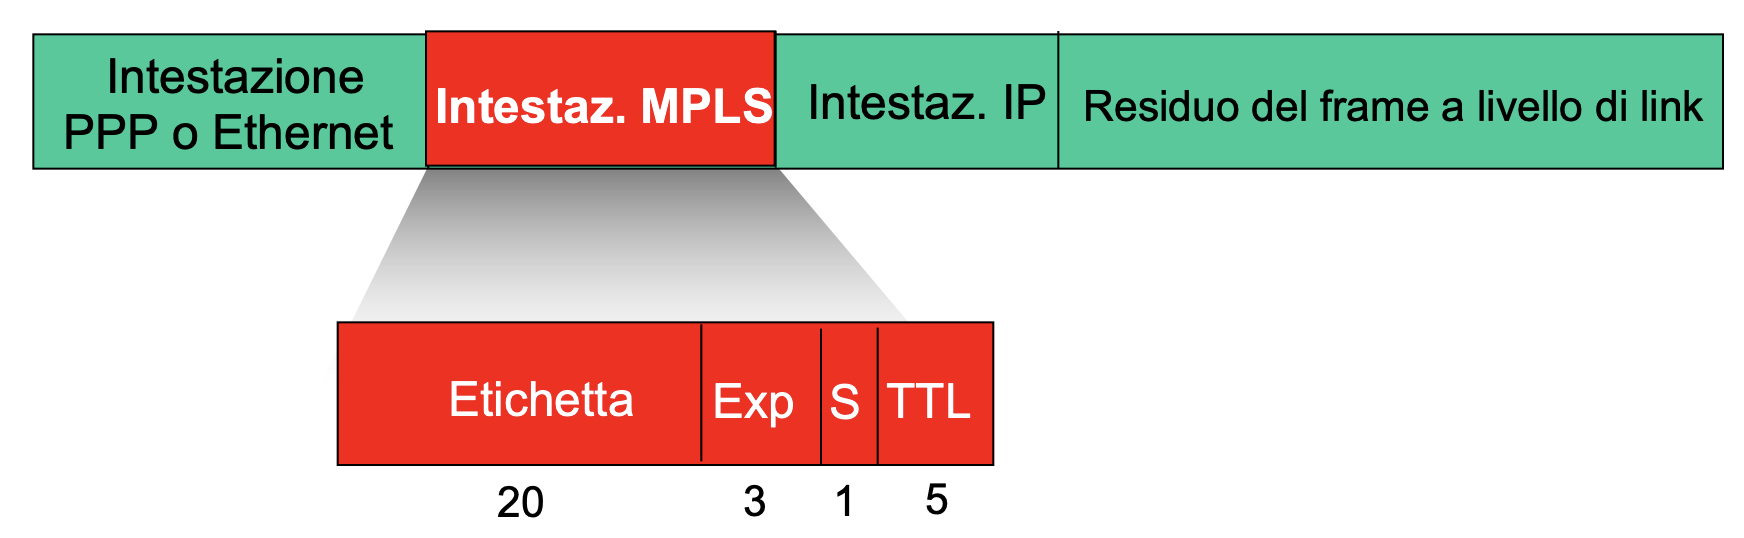 Intestazione
PPP o Ethernet
Intestaz. MPLS
Intestaz. IP
Residuo del frame a livello di link
Etichetta
Exp
S
TTL
20
3
1
5